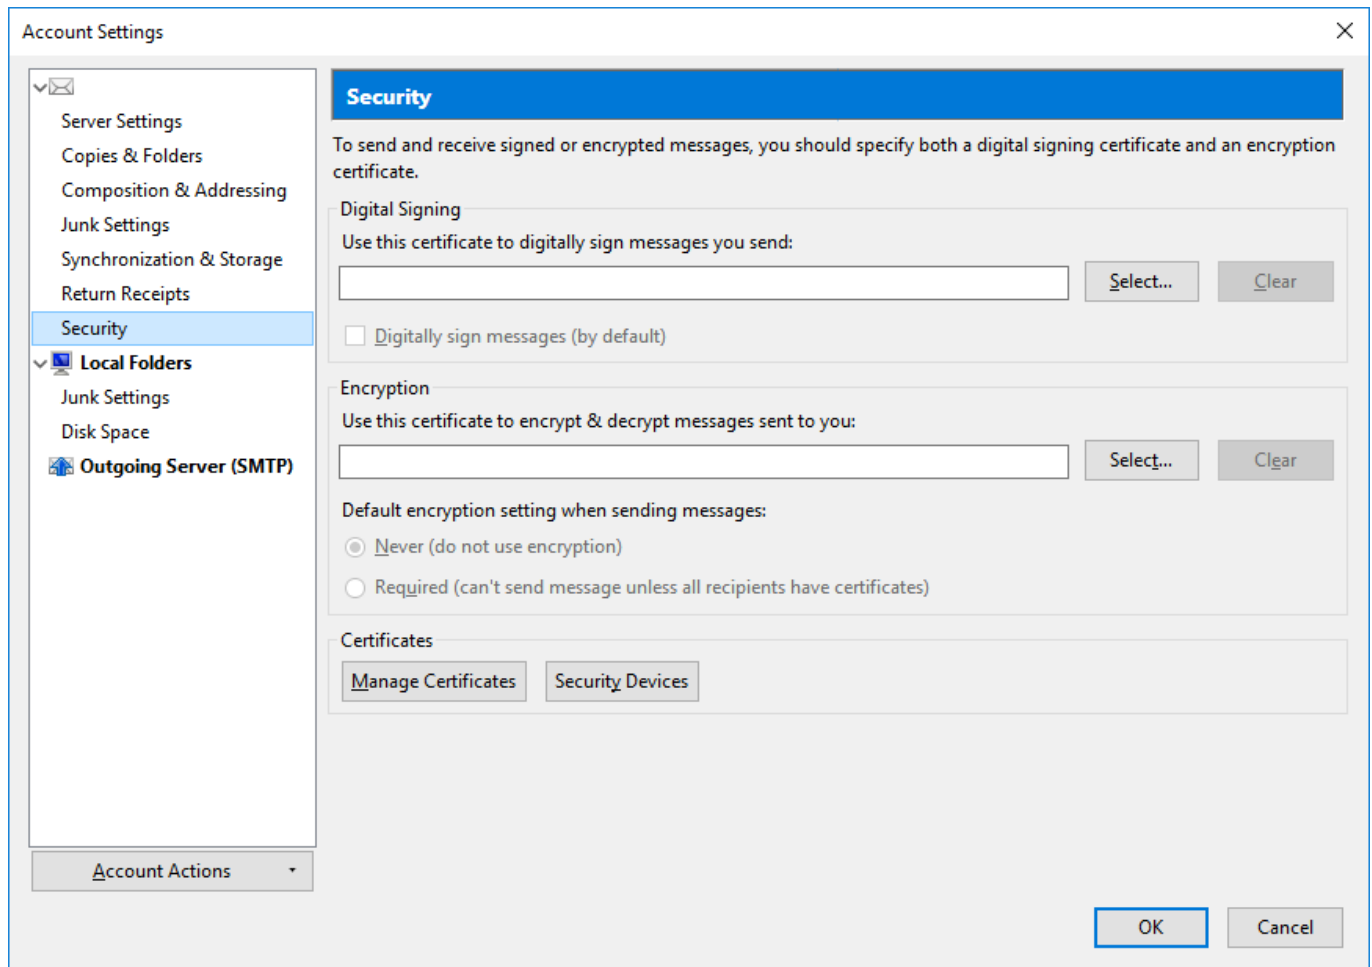 Account Settings
Server Settings
Copies & Folders
Composition & Addressing
Junk Settings
Synchronization & Storage
Return Receipts
Security
Local Folders
Junk Settings
Disk Space
Outgoing Server (SMTP)
Account Actions
Security
To send and receive signed or encrypted messages, you should specify both a digital signing certificate and an encryption
certificate.
Digital Signing
Use this certificate to digitally sign messages you send:
Select...
Clear
Digitally sign messages (by default)
Encryption
Use this certificate to encrypt & decrypt messages sent to you:
Select...
Clear
Default encryption setting when sending messages:
Never (do not use encryption)
Required (can't send message unless all recipients have certificates)
Certificates
Manage Certificates
Security Devices
OK
Cancel